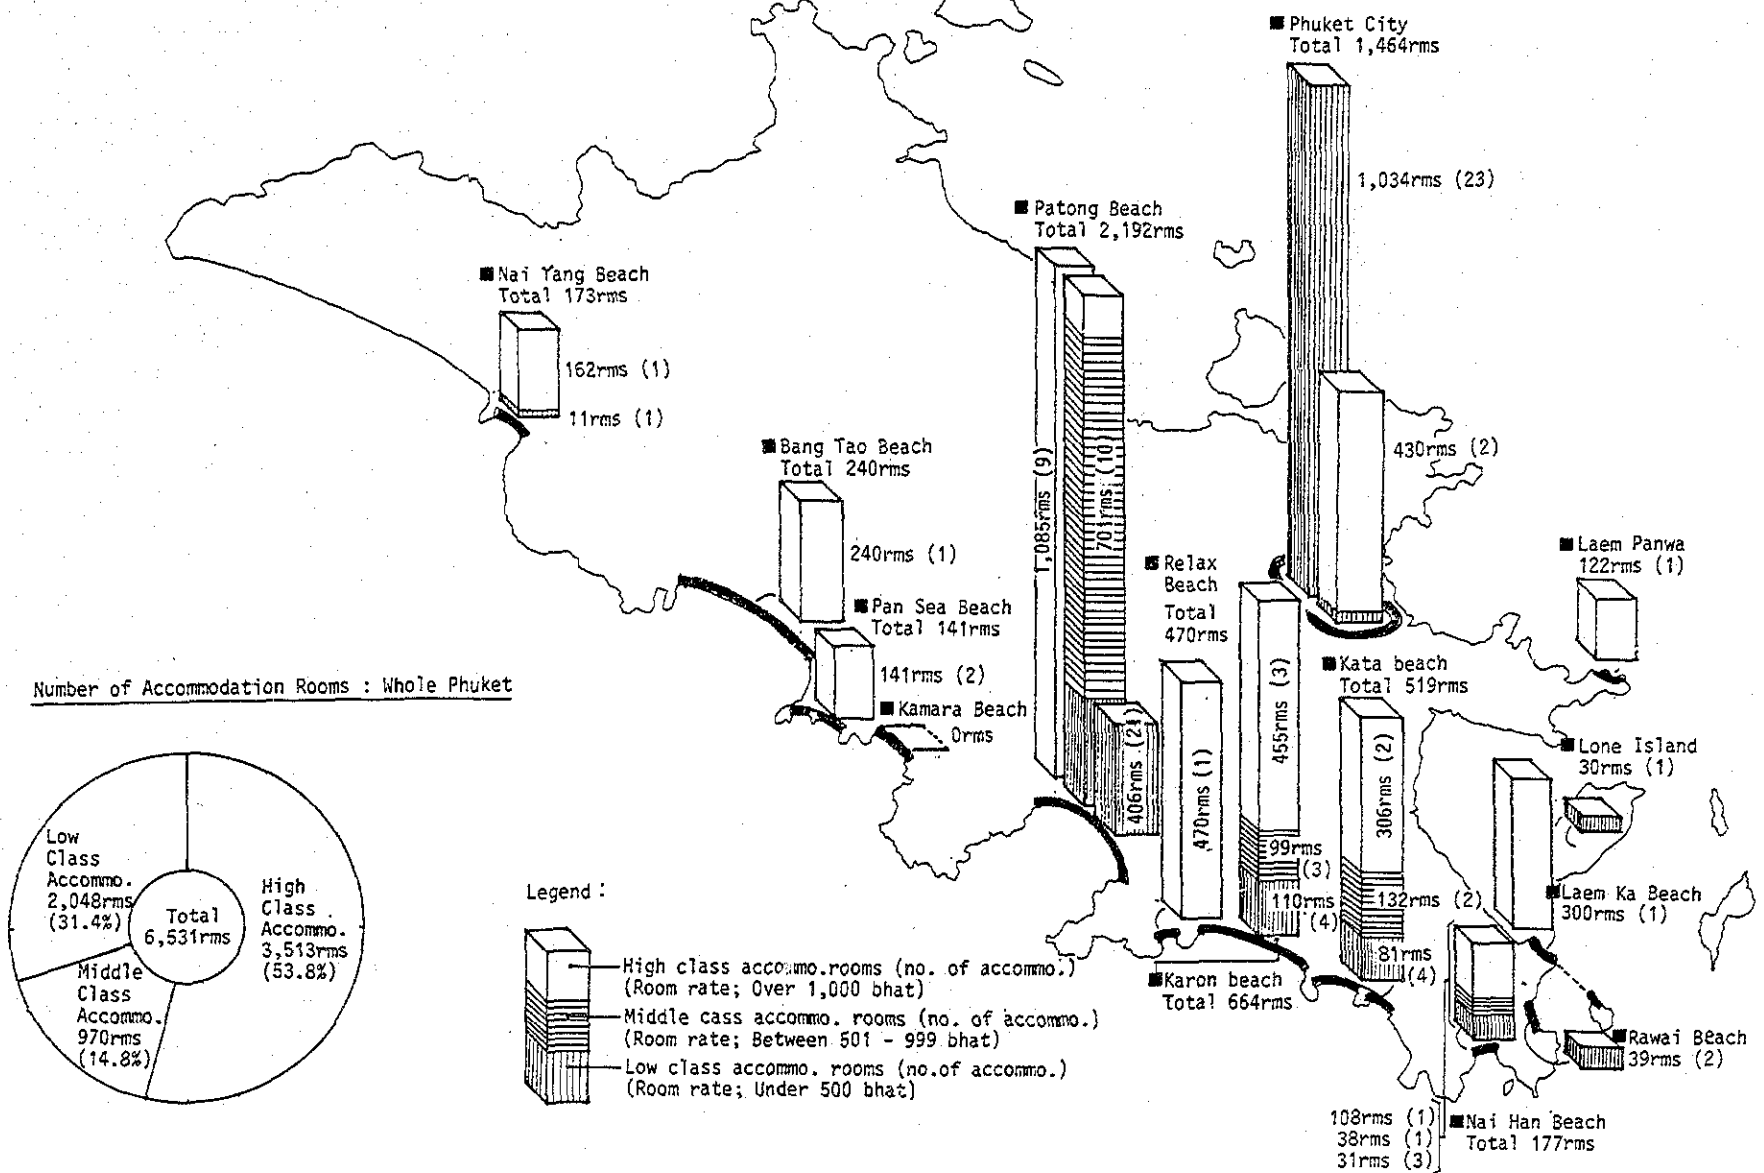 ■ Phuket City
Total 1,464rms
1,034rms (23)
430rms (2)
■ Patong Beach
Total 2,192rms
1,085rms (9)
701rms (10)
406rms (21)
■ Nai Yang Beach
Total 173rms
162rms (1)
11rms (1)
■ Bang Tao Beach
Total 240rms
240rms (1)
■ Pan Sea Beach
Total 141rms
141rms (2)
■ Kamara Beach
0rms
■ Relax
Beach
Total
470rms
470rms (1)
455rms (3)
99rms
(3)
110rms
(4)
■ Karon beach
Total 664rms
■ Kata beach
Total 519rms
306rms (2)
132rms (2)
81rms
(4)
■ Laem Panwa
122rms (1)
■ Lone Island
30rms (1)
■ Laem Ka Beach
300rms (1)
■ Rawai Beach
39rms (2)
■ Nai Han Beach
Total 177rms
108rms (1)
38rms (1)
31rms (3)
Number of Accommodation Rooms : Whole Phuket
Low
Class
Accommo.
2,048rms
(31.4%)
Middle
Class
Accommo.
970rms
(14.8%)
Total
6,531rms
High
Class
Accommo.
3,513rms
(53.8%)
Legend :
High class accommo.rooms (no. of accommo.)
(Room rate; Over 1,000 bhat)
Middle cass accommo. rooms (no. of accommo.)
(Room rate; Between 501 - 999 bhat)
Low class accommo. rooms (no.of accommo.)
(Room rate; Under 500 bhat)